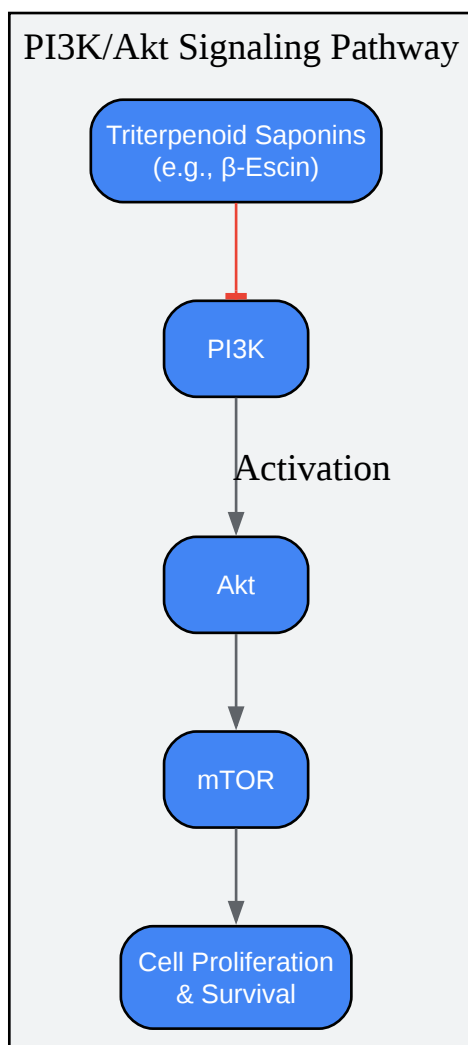 PI3K/Akt Signaling Pathway
Triterpenoid Saponins
(e.g., β-Escin)
PI3K
Activation
Akt
mTOR
Cell Proliferation
& Survival